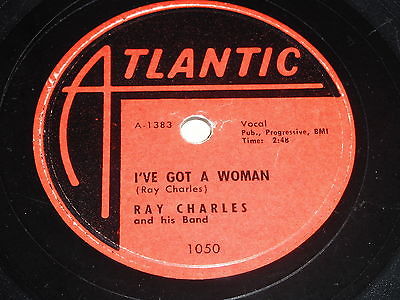 ATLANTIC
A-1383
Vocal
Pub., Progressive, BMI
Time: 2:48
I'VE GOT A WOMAN
(Ray Charles)
RAY CHARLES
and his Band
1050